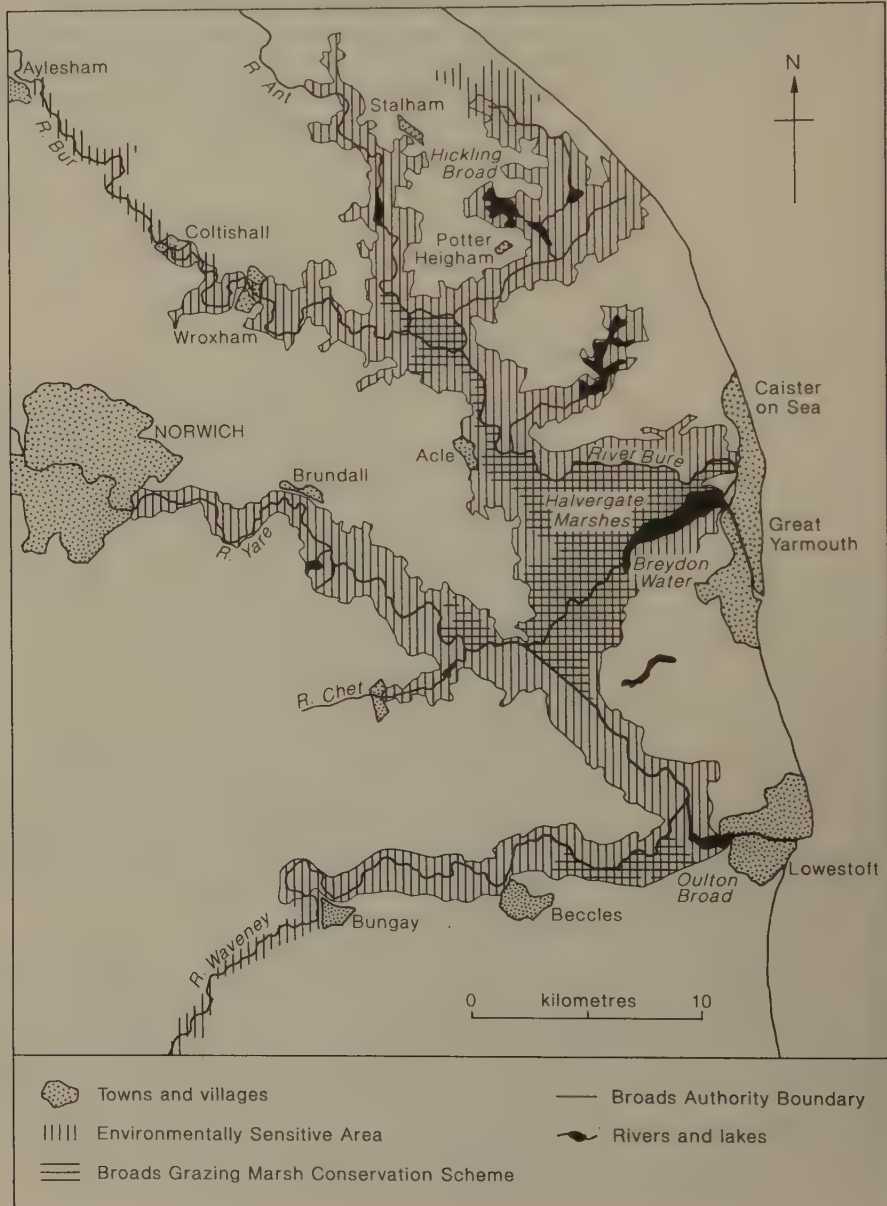 N
Aylesham
R. Ant
Stalham
R. Bur
Hickling
Broad
Coltishall
Potter
Heigham
Wroxham
Caister
on Sea
NORWICH
Acle
River Bure
Brundall
Halvergate
Marshes
Great
Yarmouth
R. Yare
Breydon
Water
R. Chet
Lowestoft
Oulton
Broad
Beccles
Bungay
R. Waveney
0 kilometres 10
Towns and villages
Broads Authority Boundary
Environmentally Sensitive Area
Rivers and lakes
Broads Grazing Marsh Conservation Scheme